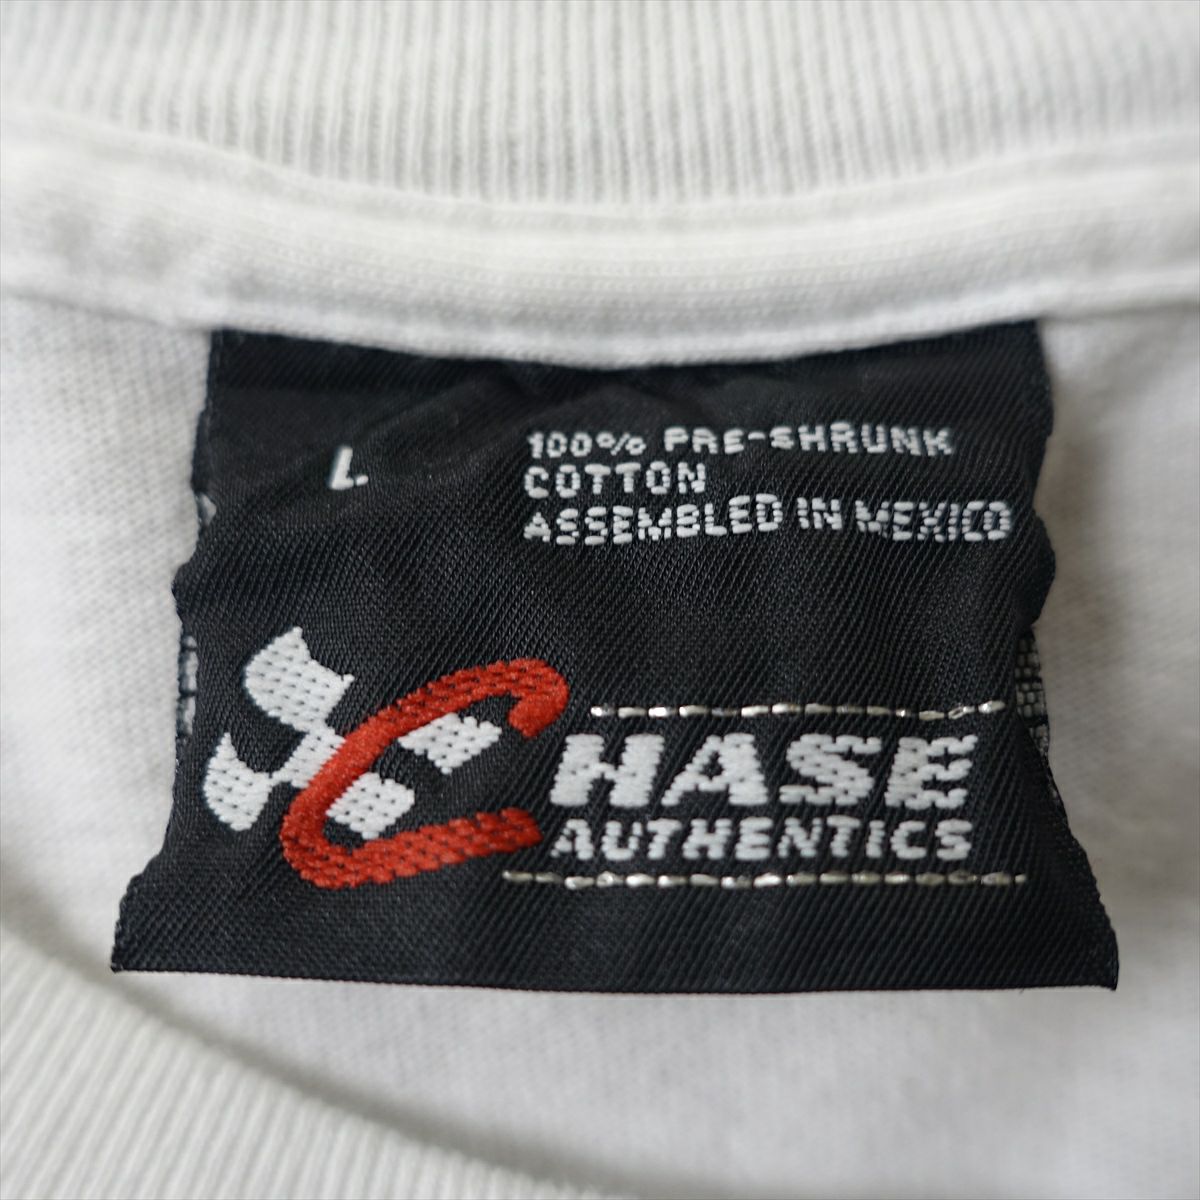 L
100% PRE-SHRUNK
COTTON
ASSEMBLED IN MEXICO
CHASE
AUTHENTICS